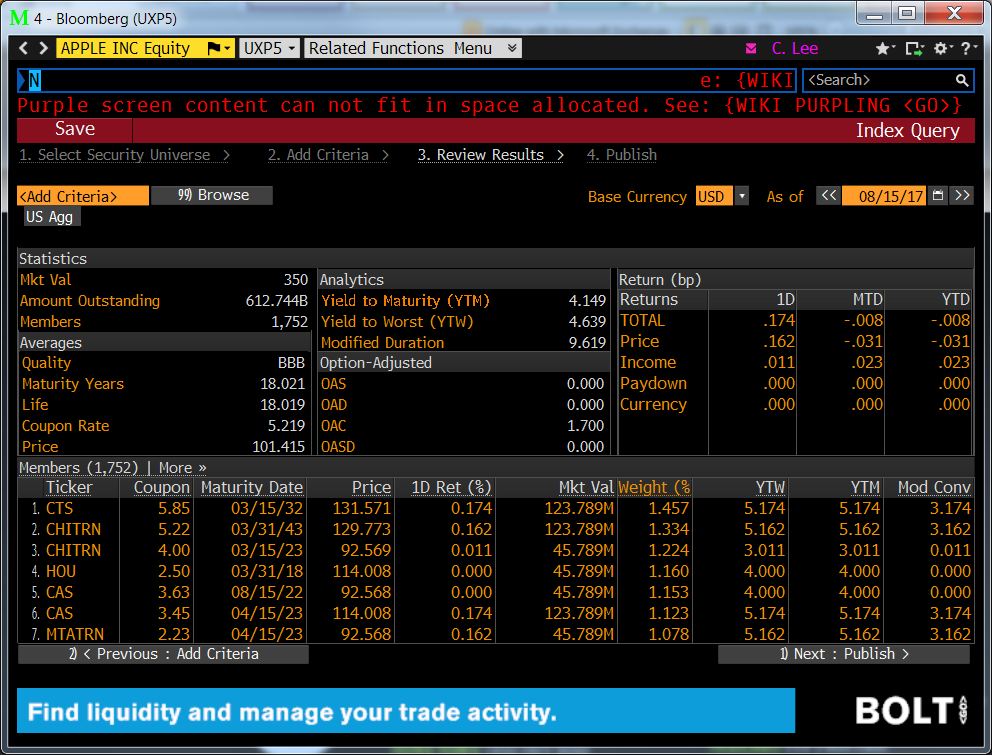 M 4 - Bloomberg (UXP5)
< > APPLE INC Equity UXP5 Related Functions Menu C. Lee
N e: {WIKI <Search>
Purple screen content can not fit in space allocated. See: {WIKI PURPLING <GO>}
Save Index Query
1. Select Security Universe > 2. Add Criteria > 3. Review Results > 4. Publish
<Add Criteria> 99) Browse Base Currency USD As of << 08/15/17 >>
US Agg
Statistics
Mkt Val 350 Analytics Return (bp)
Amount Outstanding 612.744B Yield to Maturity (YTM) 4.149 Returns 1D MTD YTD
Members 1,752 Yield to Worst (YTW) 4.639 TOTAL .174 -.008 -.008
Averages Modified Duration 9.619 Price .162 -.031 -.031
Quality BBB Option-Adjusted Income .011 .023 .023
Maturity Years 18.021 OAS 0.000 Paydown .000 .000 .000
Life 18.019 OAD 0.000 Currency .000 .000 .000
Coupon Rate 5.219 OAC 1.700
Price 101.415 OASD 0.000
Members (1,752) | More »
Ticker Coupon Maturity Date Price 1D Ret (%) Mkt Val Weight (% YTW YTM Mod Conv
1. CTS 5.85 03/15/32 131.571 0.174 123.789M 1.457 5.174 5.174 3.174
2. CHITRN 5.22 03/31/43 129.773 0.162 123.789M 1.334 5.162 5.162 3.162
3. CHITRN 4.00 03/15/23 92.569 0.011 45.789M 1.224 3.011 3.011 0.011
4. HOU 2.50 03/31/18 114.008 0.000 45.789M 1.160 4.000 4.000 0.000
5. CAS 3.63 08/15/22 92.568 0.000 45.789M 1.153 4.000 4.000 0.000
6. CAS 3.45 04/15/23 114.008 0.174 123.789M 1.123 5.174 5.174 3.174
7. MTATRN 2.23 04/15/23 92.568 0.162 45.789M 1.078 5.162 5.162 3.162
2) < Previous : Add Criteria 1) Next : Publish >
Find liquidity and manage your trade activity. BOLT <GO>